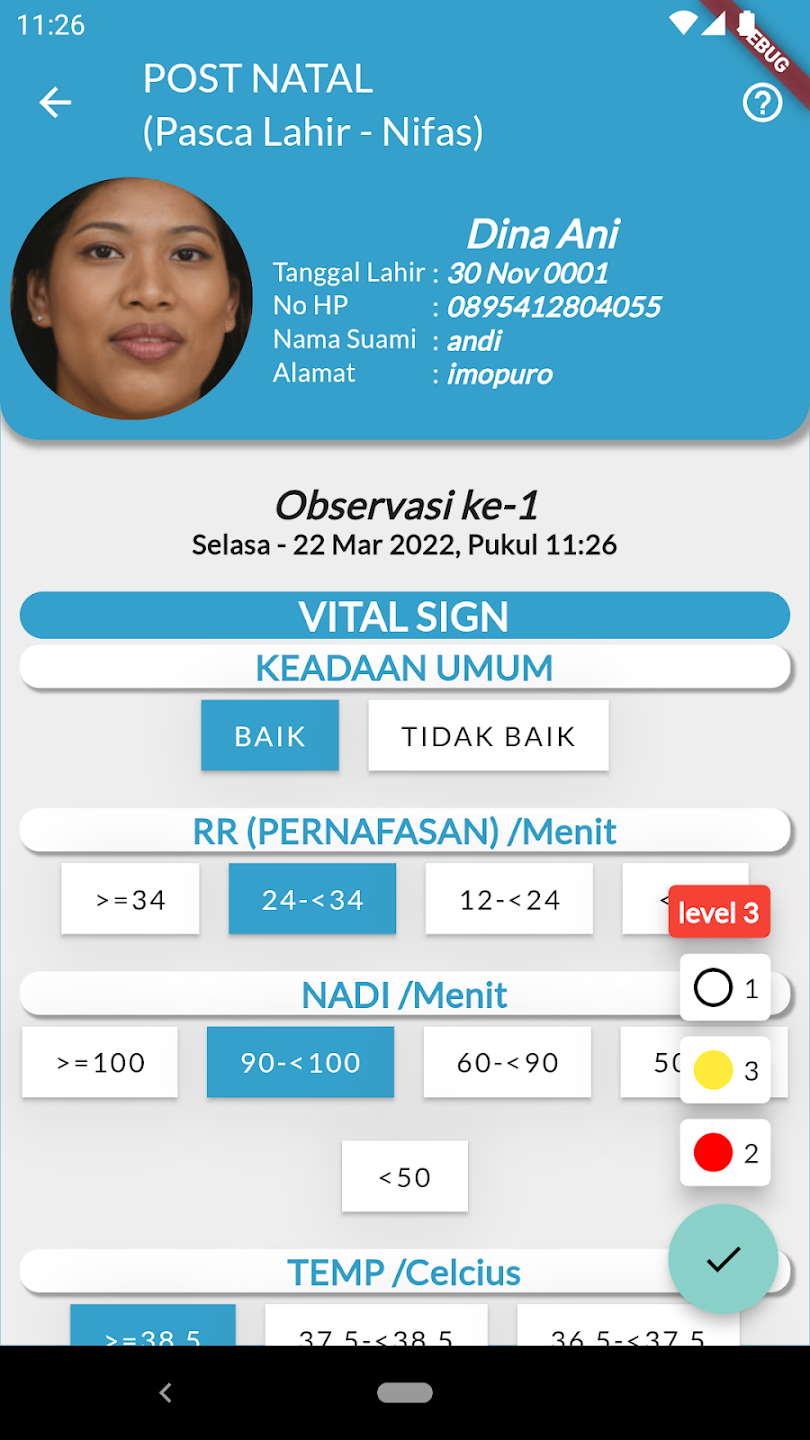 11:26
DEBUG
POST NATAL
(Pasca Lahir - Nifas)
Dina Ani
Tanggal Lahir : 30 Nov 0001
No HP : 0895412804055
Nama Suami : andi
Alamat : imopuro
Observasi ke-1
Selasa - 22 Mar 2022, Pukul 11:26
VITAL SIGN
KEADAAN UMUM
BAIK TIDAK BAIK
RR (PERNAFASAN) /Menit
>=34 24-<34 12-<24 <
level 3
NADI /Menit
1
>=100 90-<100 60-<90
3
2
<50
TEMP /Celcius
>=38.5 37.5-<38.5 36.5-<37.5